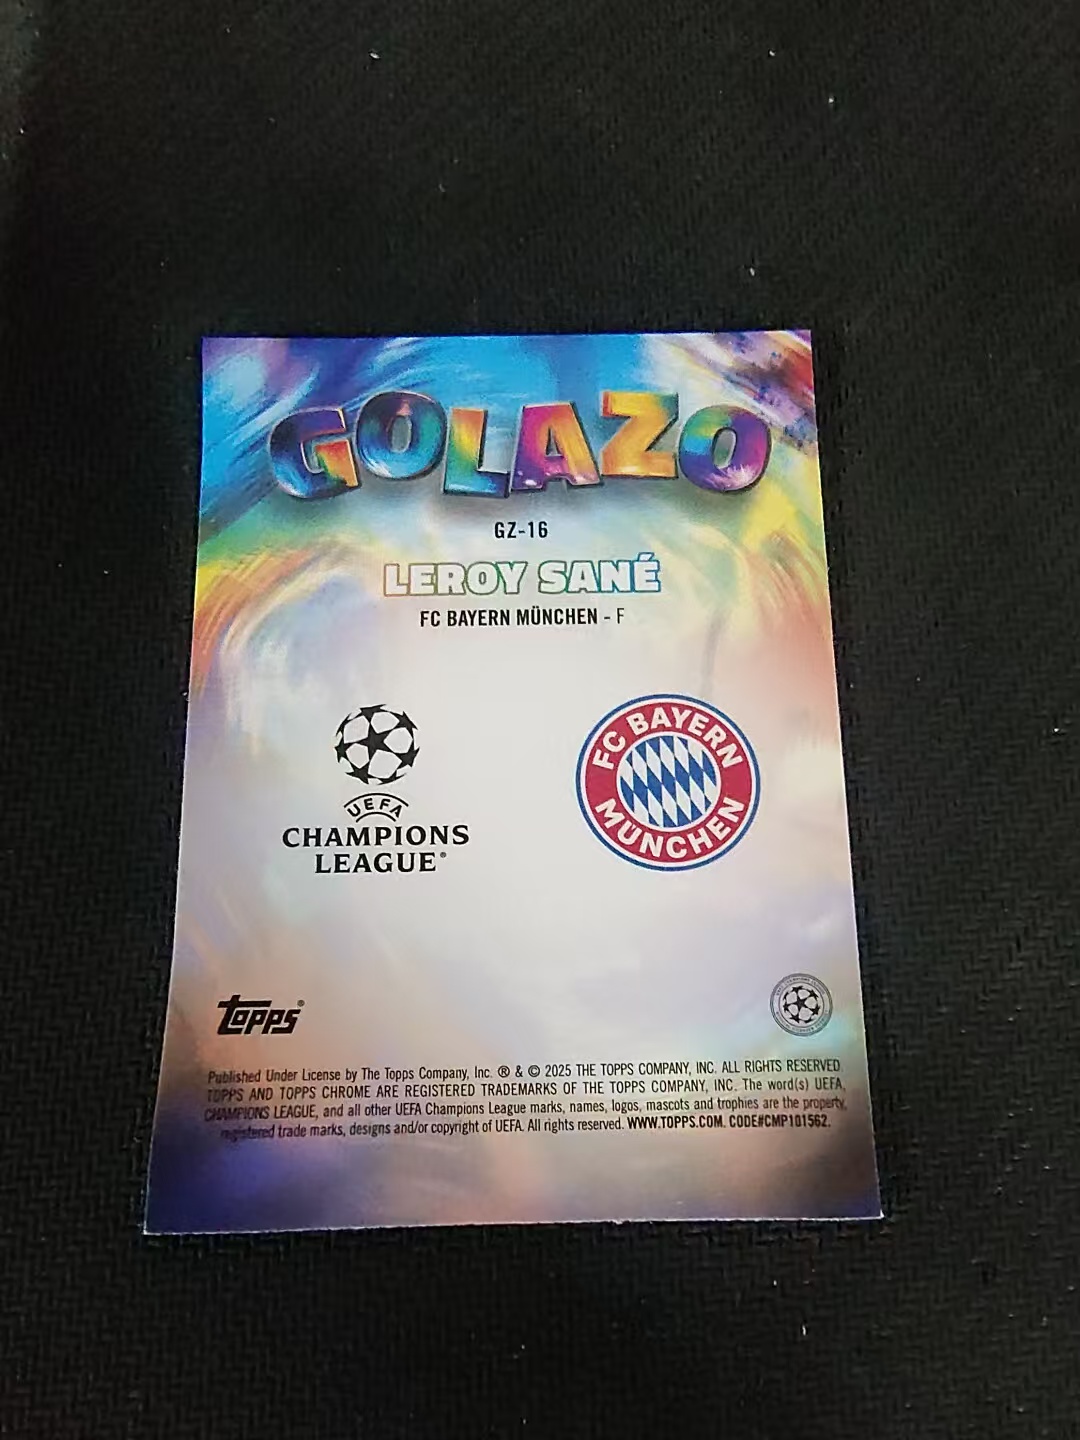 GOLAZO
GZ-16
LEROY SANÉ
FC BAYERN MÜNCHEN - F
UEFA
CHAMPIONS
LEAGUE®
FC BAYERN
MÜNCHEN
topps®
Published Under License by The Topps Company, Inc. ® & © 2025 THE TOPPS COMPANY, INC. ALL RIGHTS RESERVED.
TOPPS AND TOPPS CHROME ARE REGISTERED TRADEMARKS OF THE TOPPS COMPANY, INC. The word(s) UEFA,
CHAMPIONS LEAGUE, and all other UEFA Champions League marks, names, logos, mascots and trophies are the property,
registered trade marks, designs and/or copyright of UEFA. All rights reserved. WWW.TOPPS.COM. CODE#CMP101562.